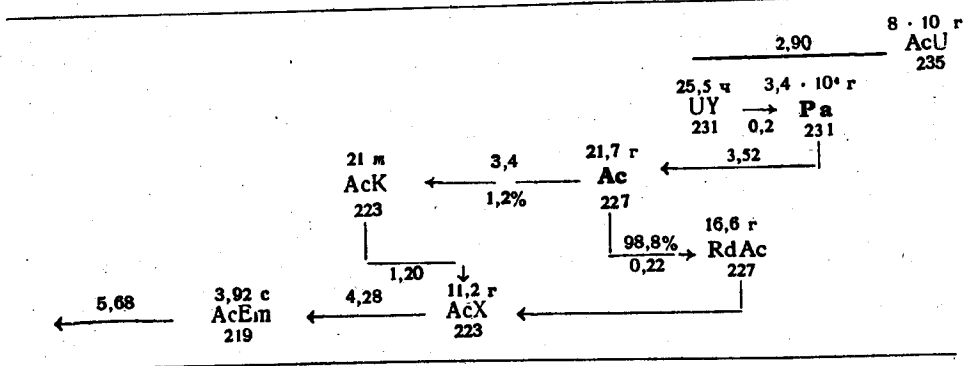 8 · 10 г
2,90 AcU
235
25,5 ч 3,4 · 10⁴ г
UY Pa
231 0,2 231
21 m 3,4 21,7 г 3,52
AcK Ac
1,2%
223 227
16,6 г
98,8% RdAc
0,22 227
1,20
5,68 3,92 с 4,28 11,2 г
AcEm AcX
219 223